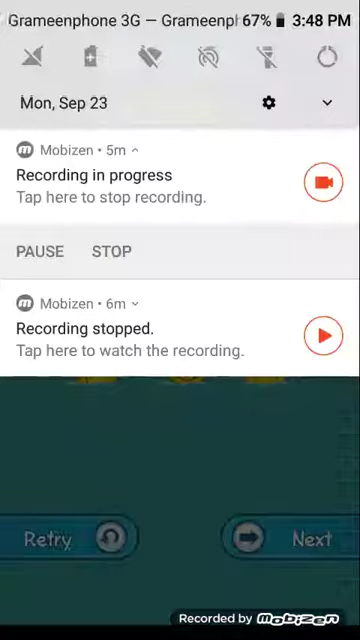 Grameenphone 3G — Grameenpl 67% 3:48 PM
Mon, Sep 23
Mobizen • 5m
Recording in progress
Tap here to stop recording.
PAUSE STOP
Mobizen • 6m
Recording stopped.
Tap here to watch the recording.
Retry Next
Recorded by Mobizen